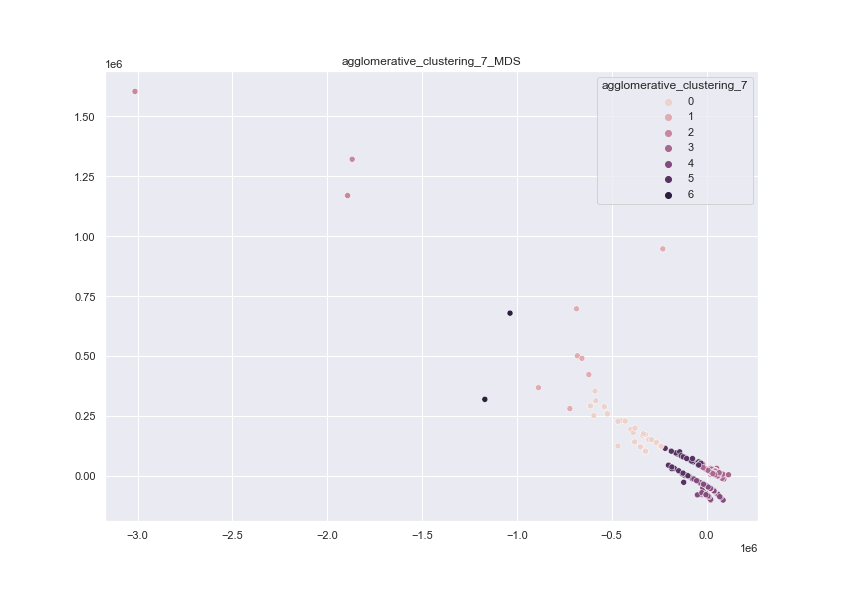 agglomerative_clustering_7_MDS
1e6
agglomerative_clustering_7
0
1
2
3
4
5
6
1.50
1.25
1.00
0.75
0.50
0.25
0.00
−3.0 −2.5 −2.0 −1.5 −1.0 −0.5 0.0
1e6